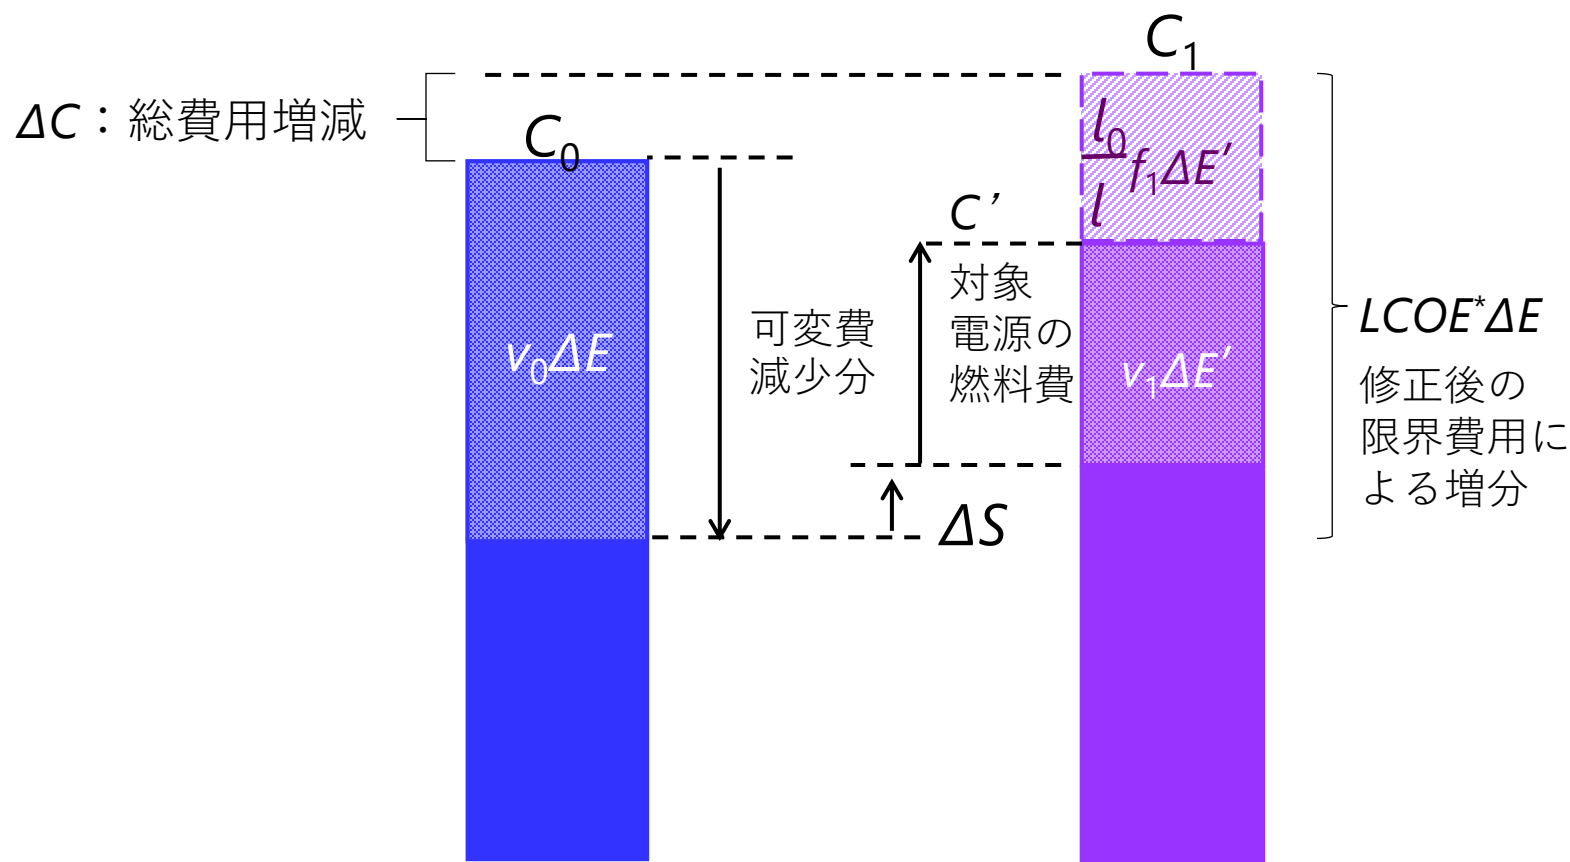 C₁
ΔC：総費用増減
C₀
l₀
l
f₁ΔE′
C′
対象
電源の
燃料費
可変費
減少分
v₀ΔE
v₁ΔE′
LCOE*ΔE
修正後の
限界費用に
よる増分
ΔS